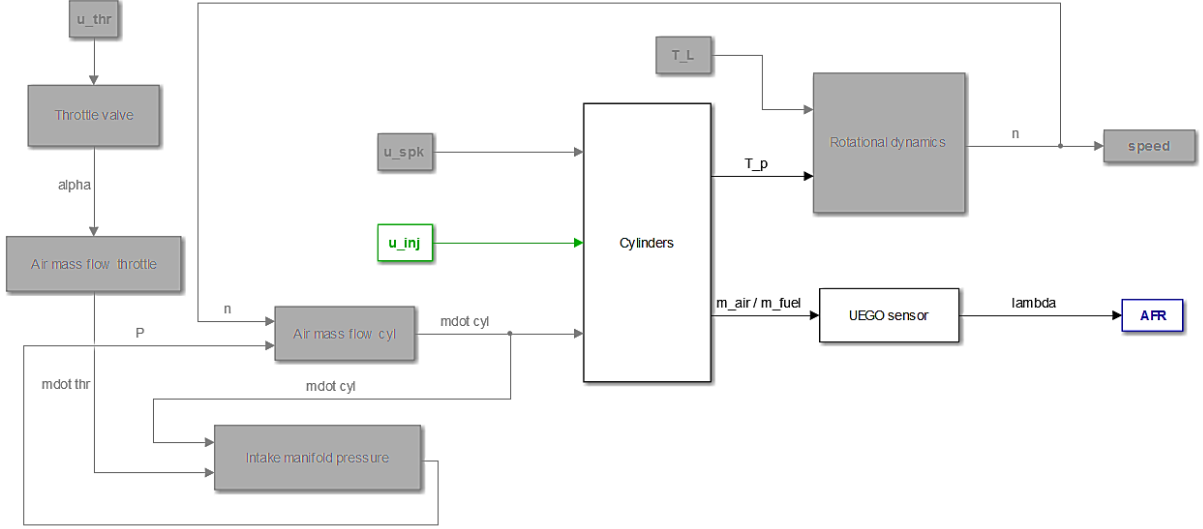 u_thr
T_L
Throttle valve
u_spk
Rotational dynamics
n
speed
T_p
alpha
u_inj
Cylinders
Air mass flow throttle
n
m_air / m_fuel
lambda
UEGO sensor
AFR
mdot cyl
P
Air mass flow cyl
mdot thr
mdot cyl
Intake manifold pressure